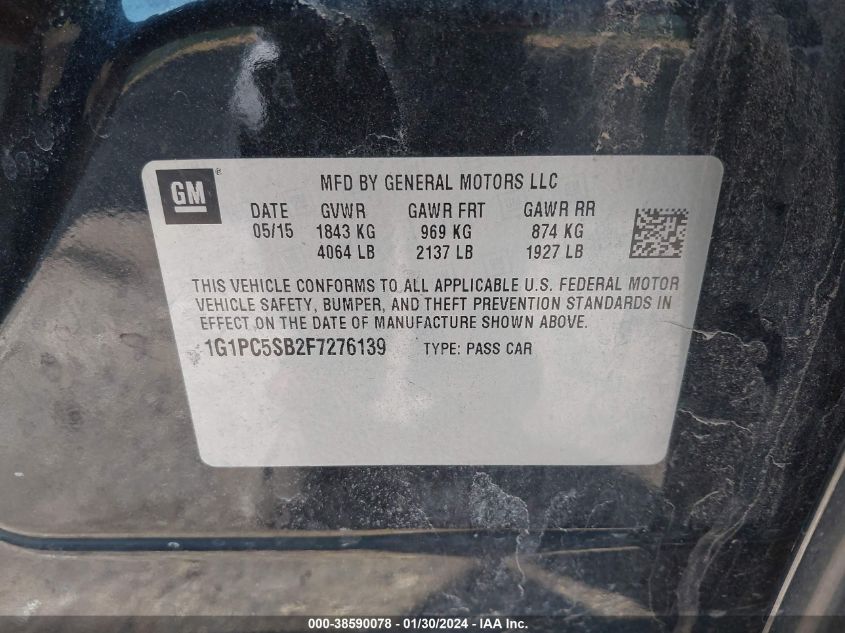 GM ®
MFD BY GENERAL MOTORS LLC
DATE GVWR GAWR FRT GAWR RR
05/15 1843 KG 969 KG 874 KG
4064 LB 2137 LB 1927 LB
THIS VEHICLE CONFORMS TO ALL APPLICABLE U.S. FEDERAL MOTOR
VEHICLE SAFETY, BUMPER, AND THEFT PREVENTION STANDARDS IN
EFFECT ON THE DATE OF MANUFACTURE SHOWN ABOVE.
1G1PC5SB2F7276139 TYPE: PASS CAR
000-38590078 - 01/30/2024 - IAA Inc.